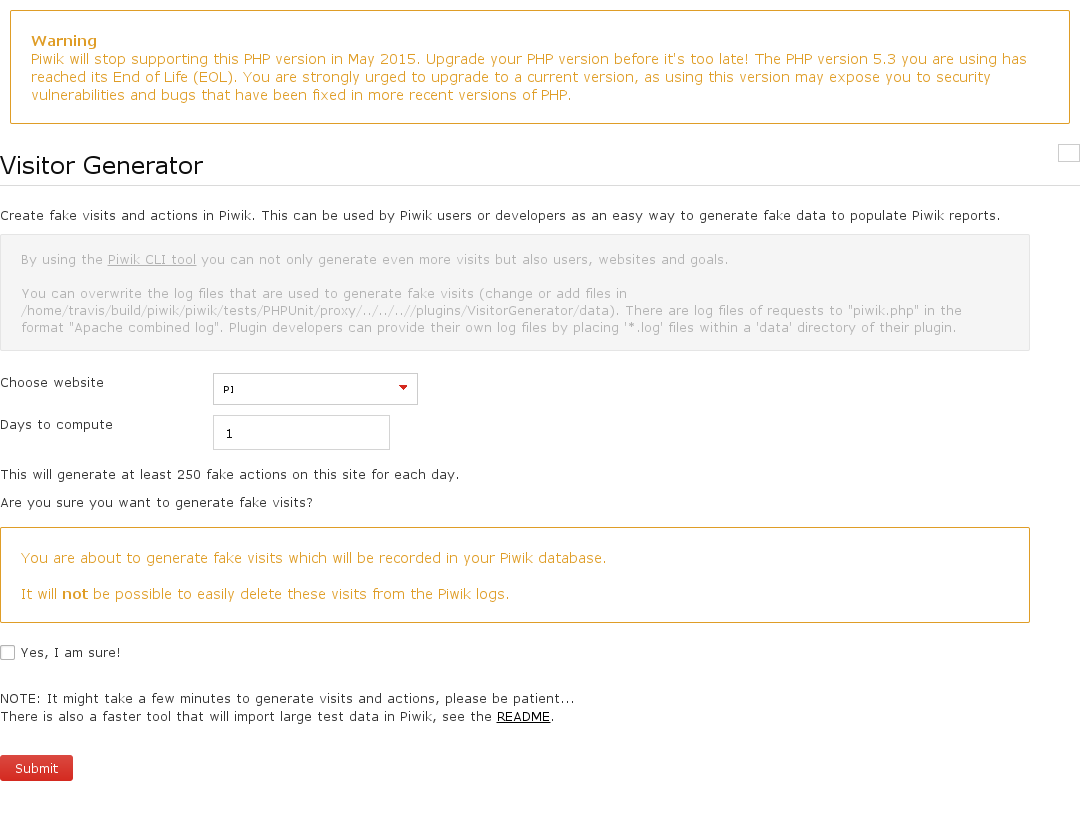 Warning
Piwik will stop supporting this PHP version in May 2015. Upgrade your PHP version before it's too late! The PHP version 5.3 you are using has
reached its End of Life (EOL). You are strongly urged to upgrade to a current version, as using this version may expose you to security
vulnerabilities and bugs that have been fixed in more recent versions of PHP.
Visitor Generator
Create fake visits and actions in Piwik. This can be used by Piwik users or developers as an easy way to generate fake data to populate Piwik reports.
By using the Piwik CLI tool you can not only generate even more visits but also users, websites and goals.
You can overwrite the log files that are used to generate fake visits (change or add files in
/home/travis/build/piwik/piwik/tests/PHPUnit/proxy/../../..//plugins/VisitorGenerator/data). There are log files of requests to "piwik.php" in the
format "Apache combined log". Plugin developers can provide their own log files by placing '*.log' files within a 'data' directory of their plugin.
Choose website
PI
Days to compute
1
This will generate at least 250 fake actions on this site for each day.
Are you sure you want to generate fake visits?
You are about to generate fake visits which will be recorded in your Piwik database.
It will not be possible to easily delete these visits from the Piwik logs.
Yes, I am sure!
NOTE: It might take a few minutes to generate visits and actions, please be patient...
There is also a faster tool that will import large test data in Piwik, see the README.
Submit